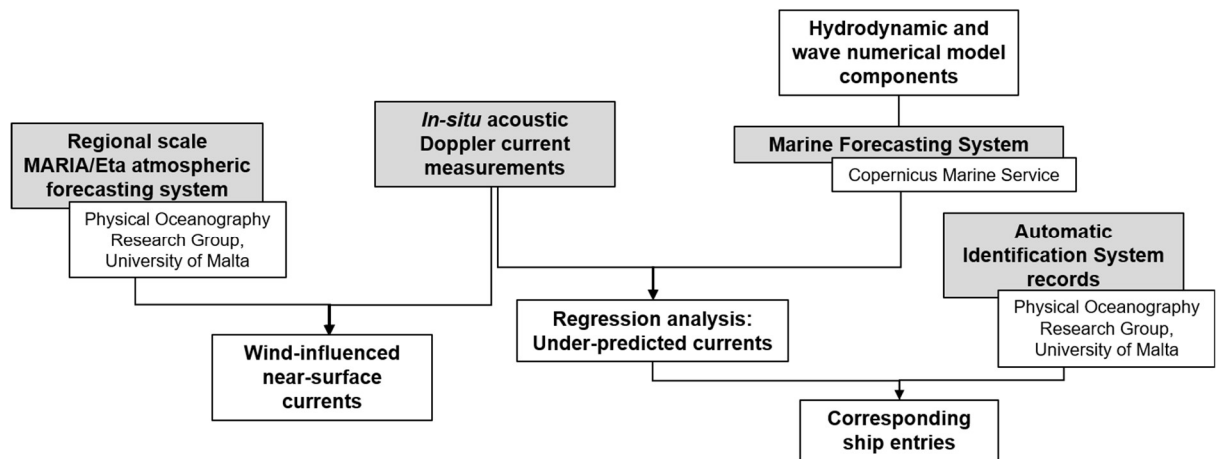 Hydrodynamic and
wave numerical model
components
In-situ acoustic
Doppler current
measurements
Regional scale
MARIA/Eta atmospheric
forecasting system
Physical Oceanography
Research Group,
University of Malta
Marine Forecasting System
Copernicus Marine Service
Automatic
Identification System
records
Physical Oceanography
Research Group,
University of Malta
Regression analysis:
Under-predicted currents
Wind-influenced
near-surface
currents
Corresponding
ship entries